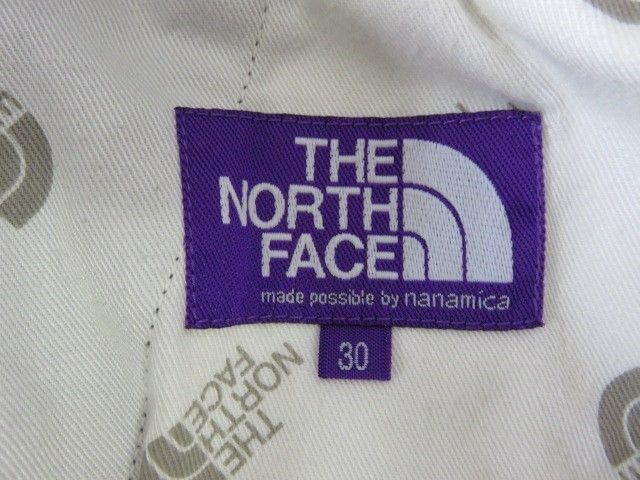 THE
NORTH
FACE
made possible by nanamica
30
THE
NORTH
FACE